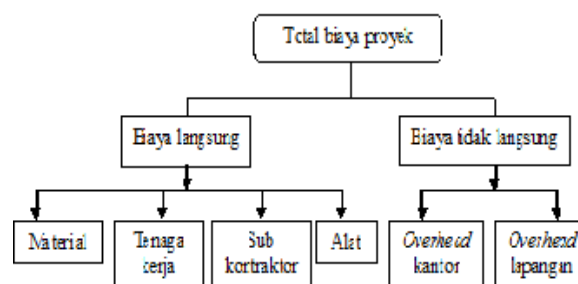 Total biaya proyek
Biaya langsung
Biaya tidak langsung
Material
Tenaga
kerja
Sub
kontraktor
Alat
Overhead
kantor
Overhead
lapangan